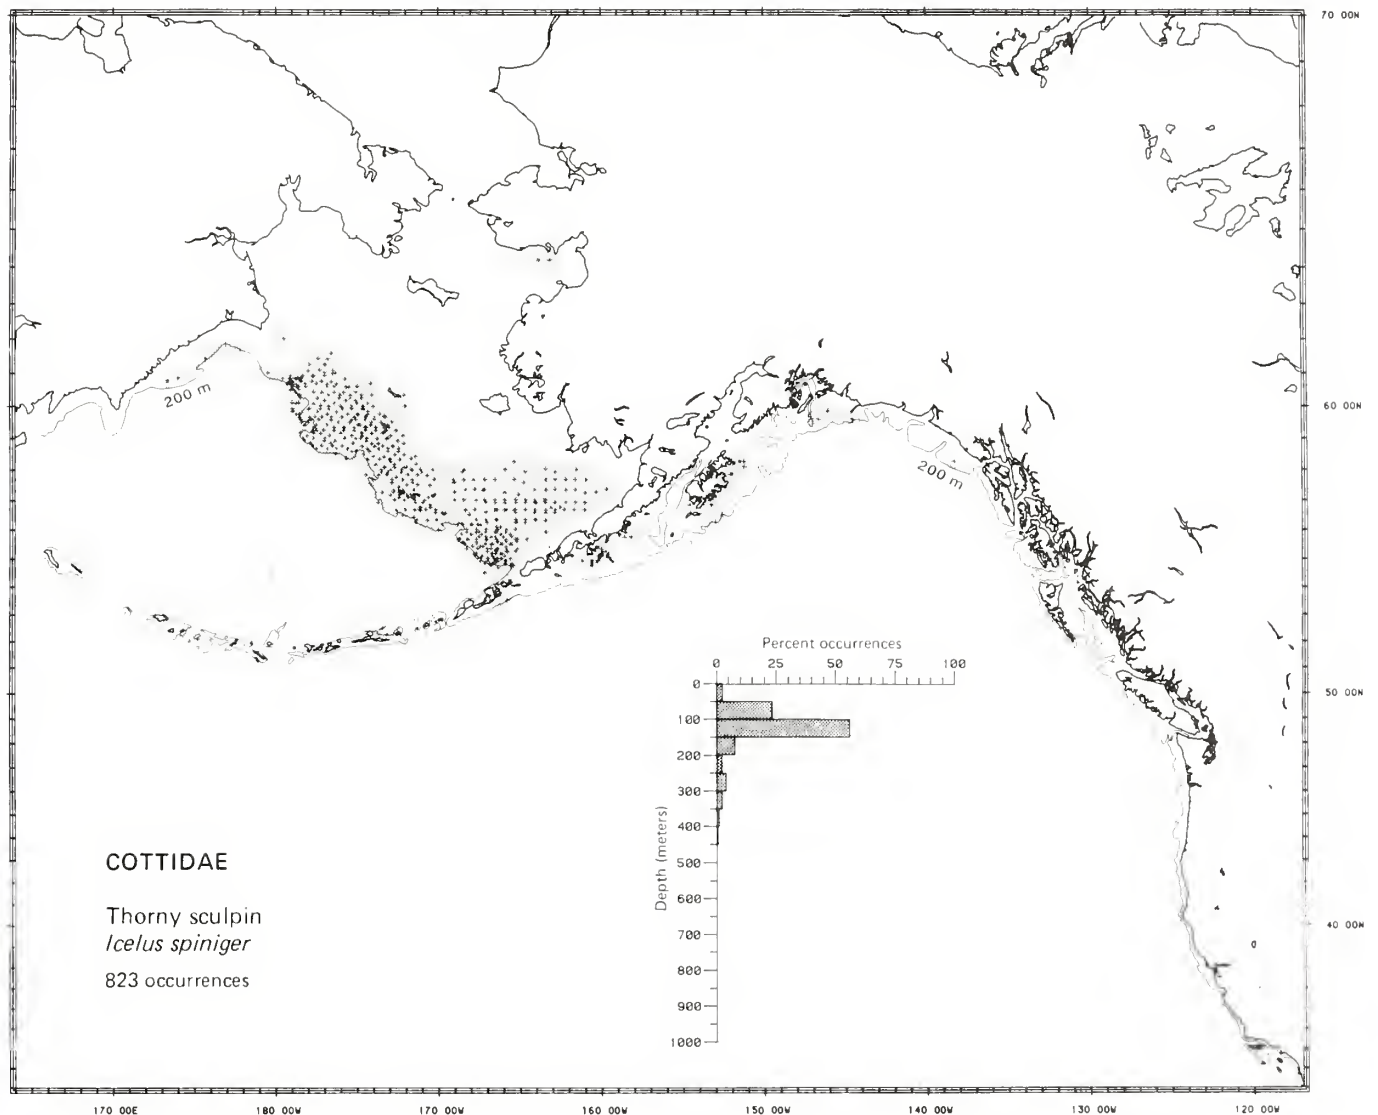 70 00N
200 m
60 00N
200 m
Percent occurrences
0 25 50 75 100
0
100
200
300
400
500
600
700
800
900
1000
Depth (meters)
50 00N
40 00W
COTTIDAE
Thorny sculpin
Icelus spiniger
823 occurrences
170 00E 180 00W 170 00W 160 00W 150 00W 140 00W 130 00W 120 00W